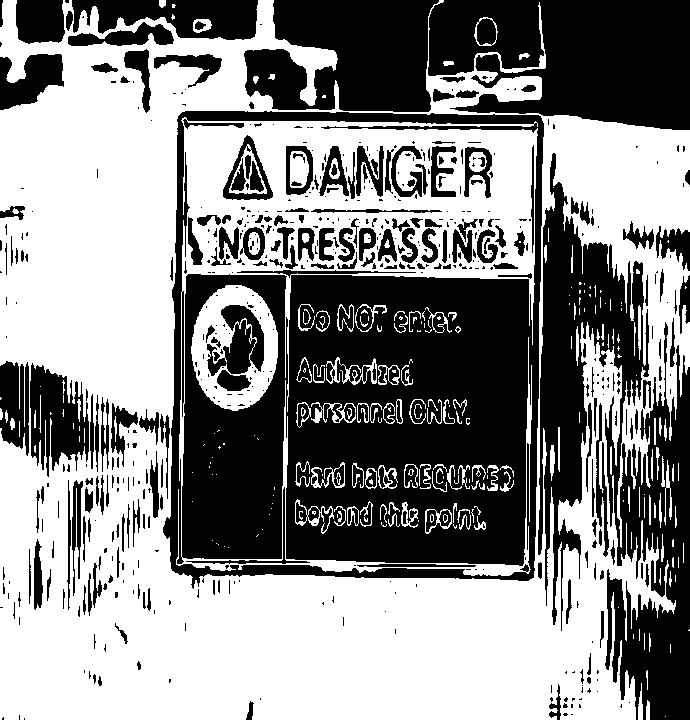 DANGER
NO TRESPASSING
Do NOT enter.
Authorized
personnel ONLY.
Hard hats REQUIRED
beyond this point.